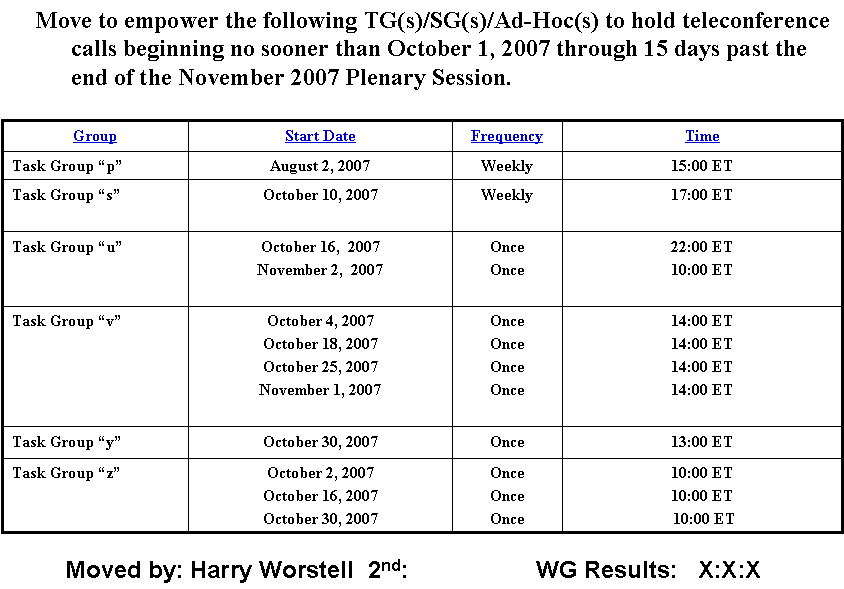 Move to empower the following TG(s)/SG(s)/Ad-Hoc(s) to hold teleconference
calls beginning no sooner than October 1, 2007 through 15 days past the
end of the November 2007 Plenary Session.
Group Start Date Frequency Time
Task Group “p” August 2, 2007 Weekly 15:00 ET
Task Group “s” October 10, 2007 Weekly 17:00 ET
Task Group “u” October 16, 2007 Once 22:00 ET
November 2, 2007 Once 10:00 ET
Task Group “v” October 4, 2007 Once 14:00 ET
October 18, 2007 Once 14:00 ET
October 25, 2007 Once 14:00 ET
November 1, 2007 Once 14:00 ET
Task Group “y” October 30, 2007 Once 13:00 ET
Task Group “z” October 2, 2007 Once 10:00 ET
October 16, 2007 Once 10:00 ET
October 30, 2007 Once 10:00 ET
Moved by: Harry Worstell 2nd: WG Results: X:X:X